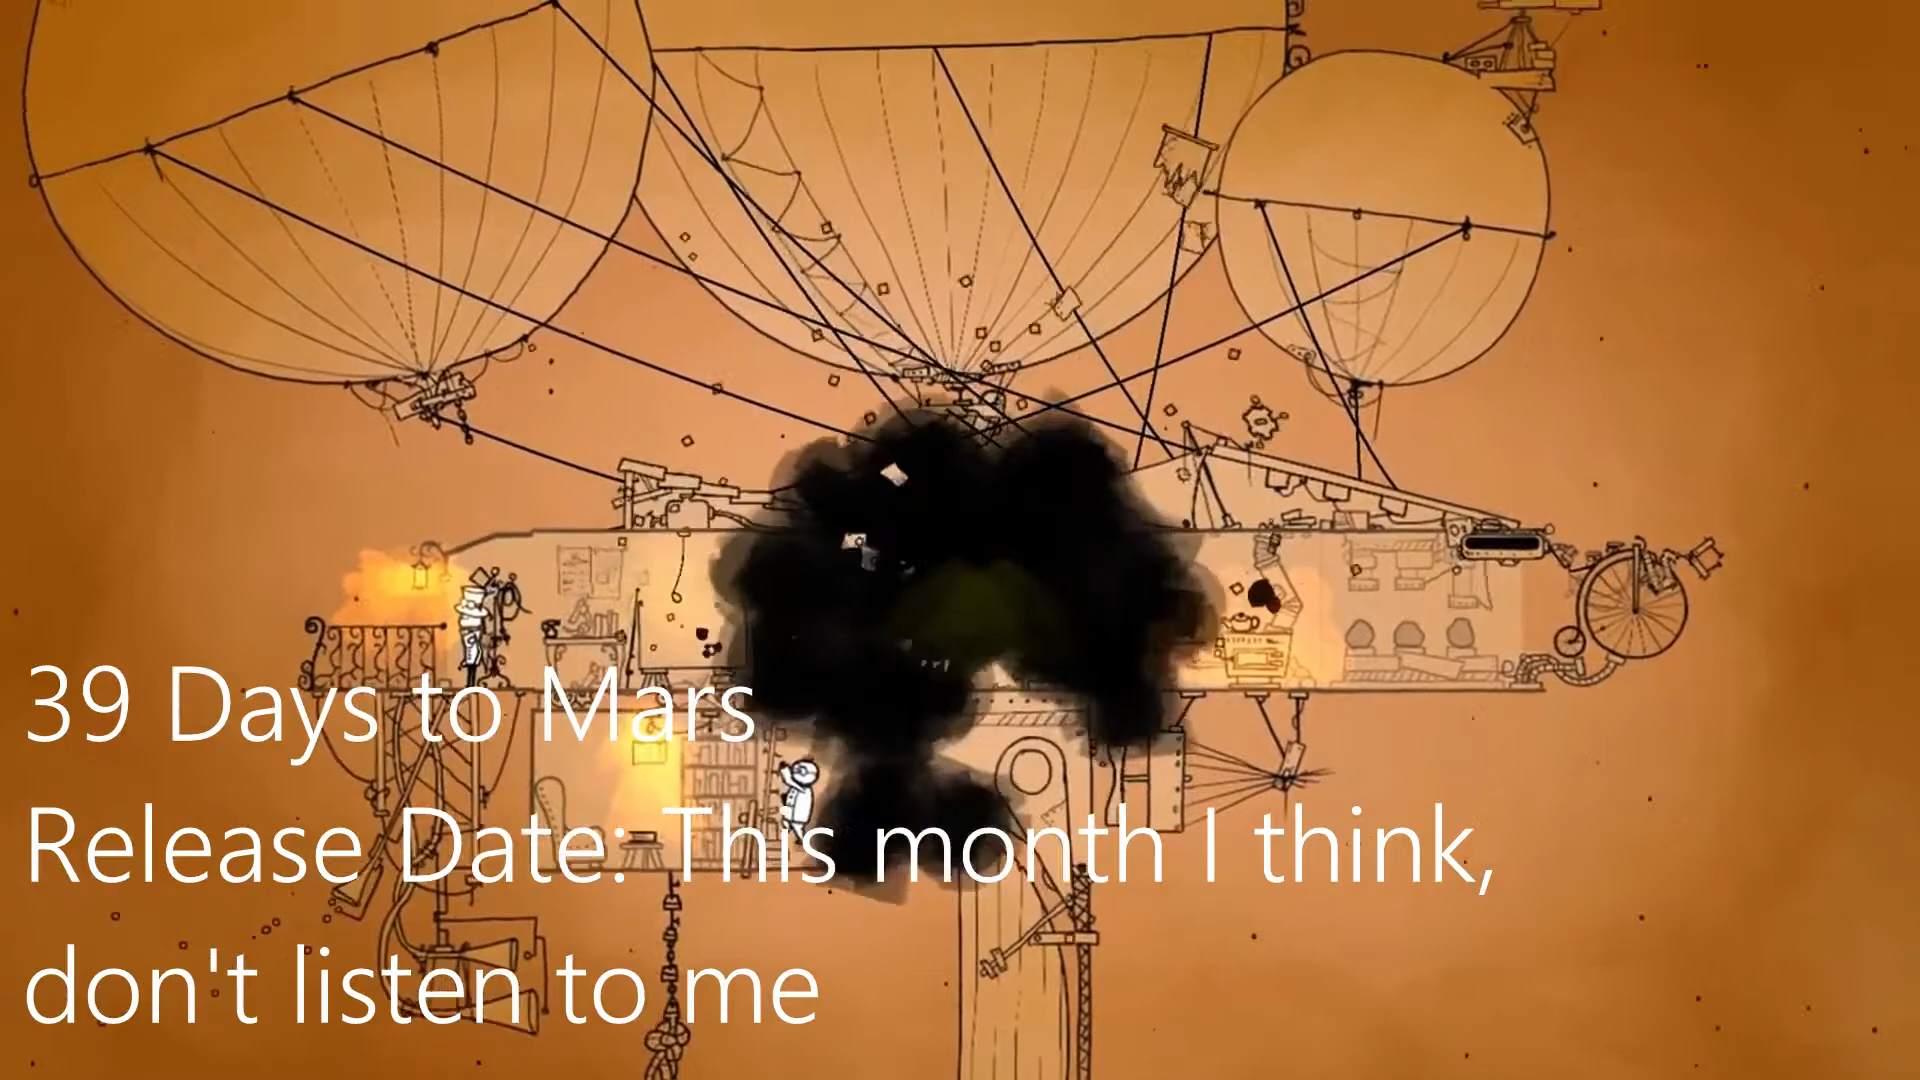 39 Days to Mars
Release Date: This month I think,
don't listen to me